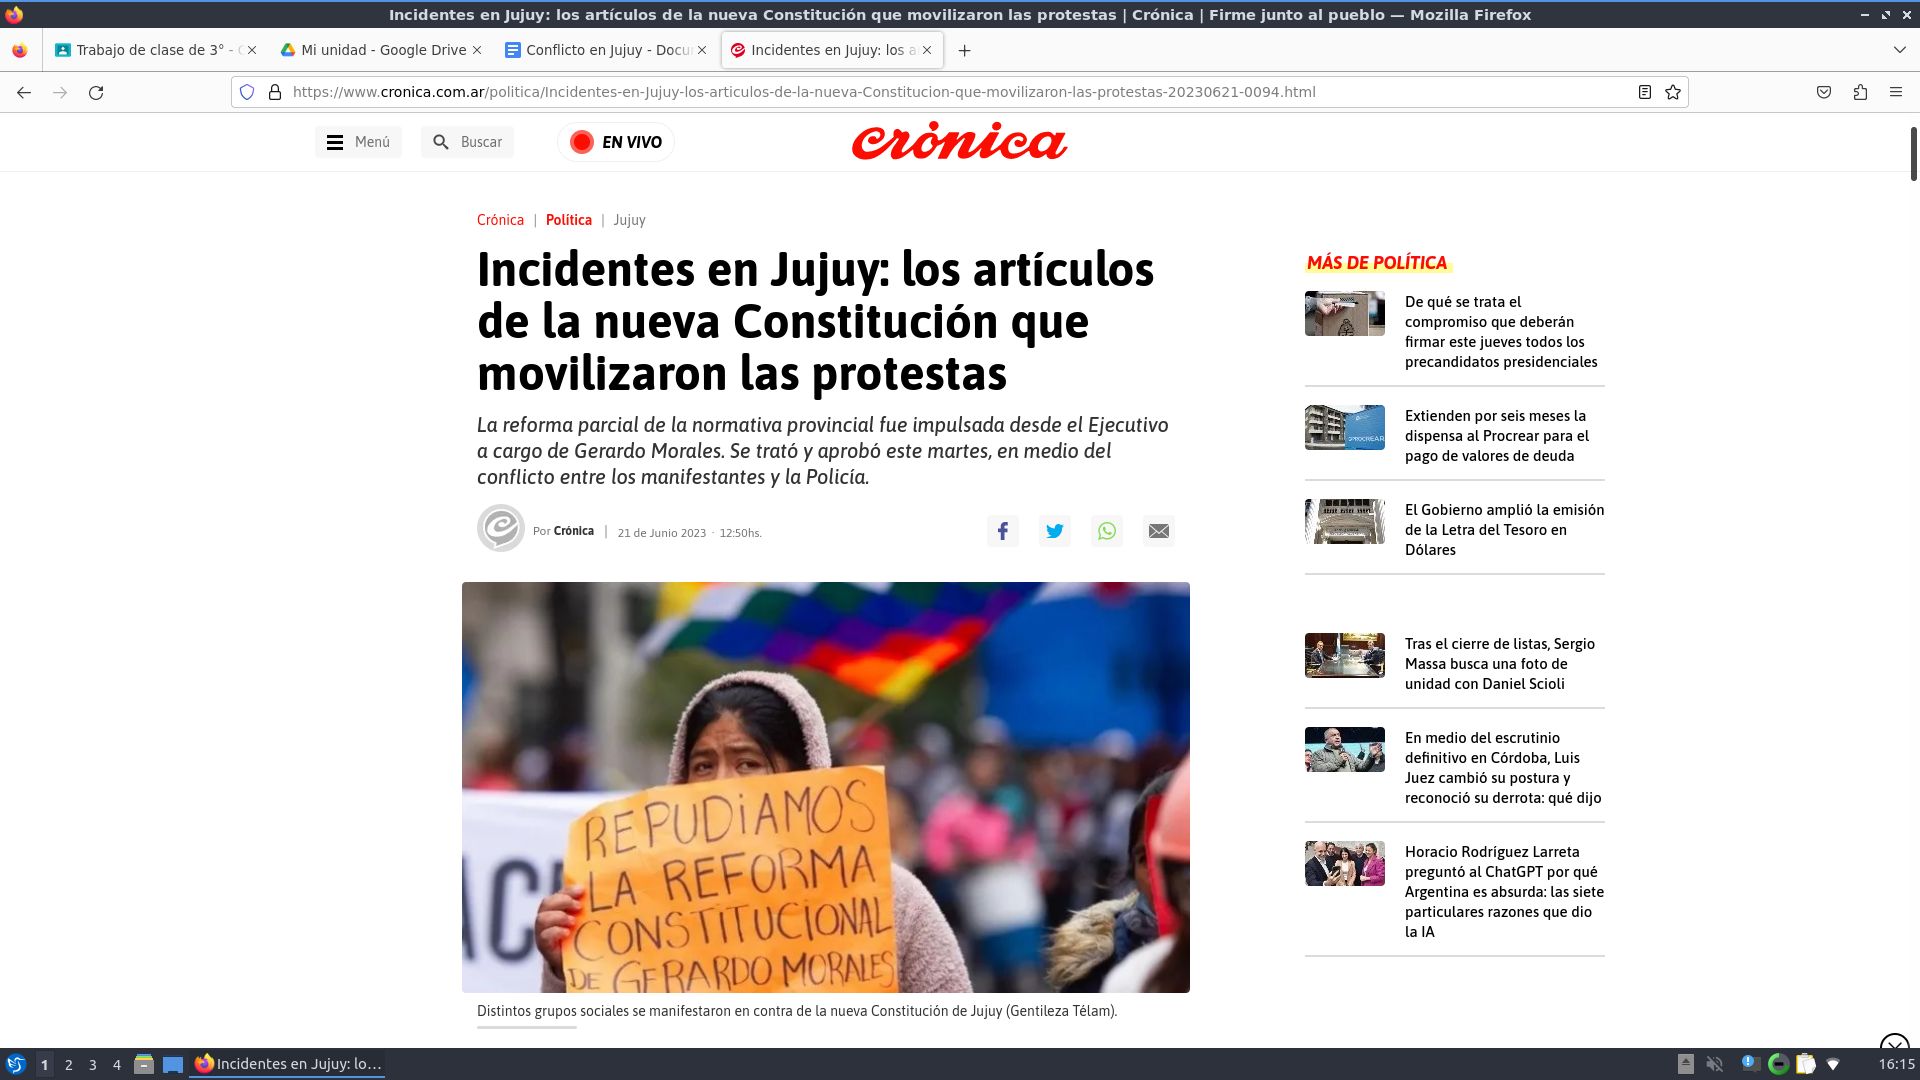 Incidentes en Jujuy: los artículos de la nueva Constitución que movilizaron las protestas | Crónica | Firme junto al pueblo — Mozilla Firefox
Trabajo de clase de 3° -
Mi unidad - Google Drive
Conflicto en Jujuy - Docu
Incidentes en Jujuy: los a
https://www.cronica.com.ar/politica/Incidentes-en-Jujuy-los-articulos-de-la-nueva-Constitucion-que-movilizaron-las-protestas-20230621-0094.html
Menú
Buscar
EN VIVO
crónica
Crónica | Política | Jujuy
Incidentes en Jujuy: los artículos
de la nueva Constitución que
movilizaron las protestas
La reforma parcial de la normativa provincial fue impulsada desde el Ejecutivo
a cargo de Gerardo Morales. Se trató y aprobó este martes, en medio del
conflicto entre los manifestantes y la Policía.
Por Crónica | 21 de Junio 2023 · 12:50hs.
REPUDiAMOS
LA REFORMA
CONSTITUCIONAL
DE GERARDO MORALES
Distintos grupos sociales se manifestaron en contra de la nueva Constitución de Jujuy (Gentileza Télam).
MÁS DE POLÍTICA
De qué se trata el
compromiso que deberán
firmar este jueves todos los
precandidatos presidenciales
Extienden por seis meses la
dispensa al Procrear para el
pago de valores de deuda
PROCREAR
El Gobierno amplió la emisión
de la Letra del Tesoro en
Dólares
Tras el cierre de listas, Sergio
Massa busca una foto de
unidad con Daniel Scioli
En medio del escrutinio
definitivo en Córdoba, Luis
Juez cambió su postura y
reconoció su derrota: qué dijo
Horacio Rodríguez Larreta
preguntó al ChatGPT por qué
Argentina es absurda: las siete
particulares razones que dio
la IA
1 2 3 4
Incidentes en Jujuy: lo...
16:15